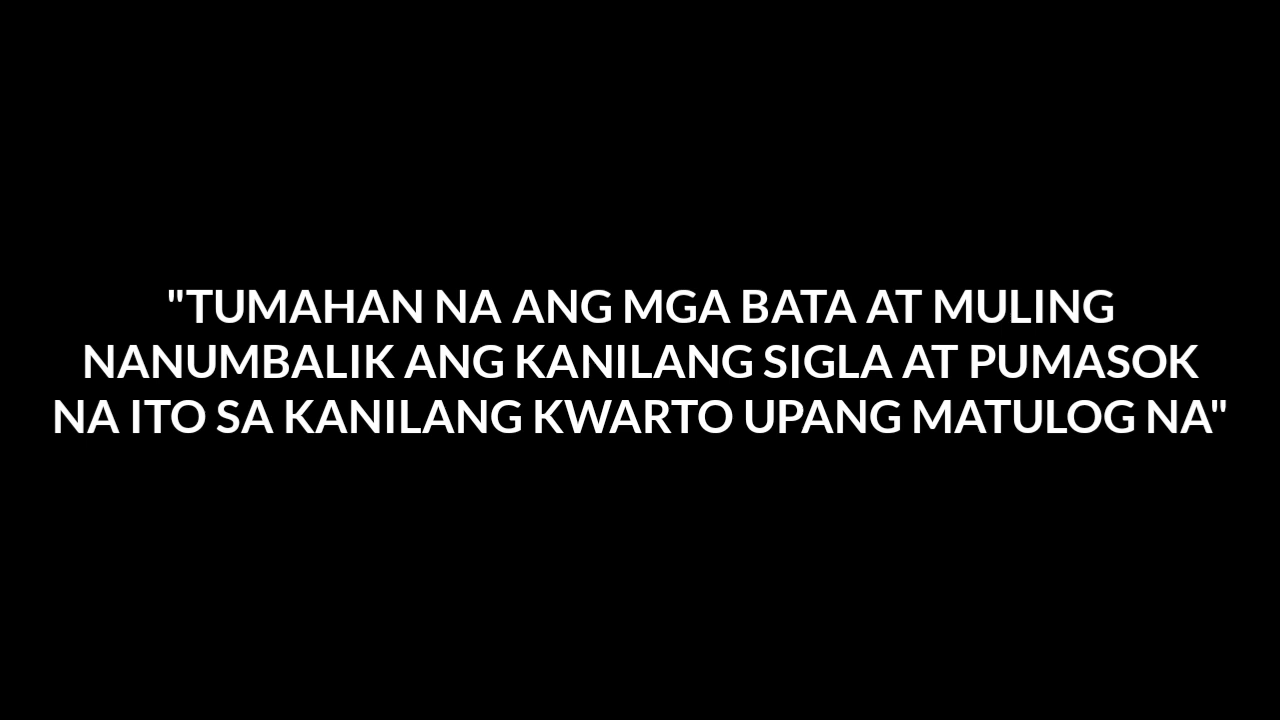 "TUMAHAN NA ANG MGA BATA AT MULING
NANUMBALIK ANG KANILANG SIGLA AT PUMASOK
NA ITO SA KANILANG KWARTO UPANG MATULOG NA"